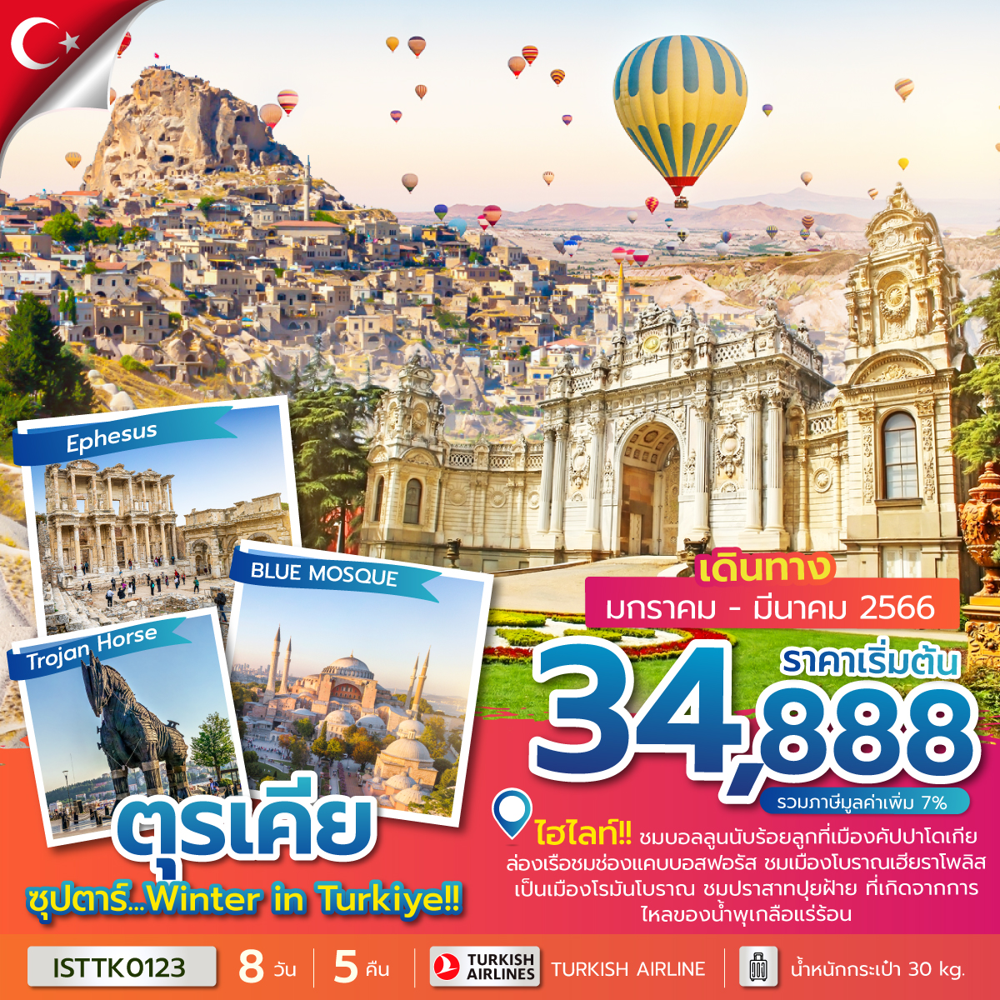 Ephesus
BLUE MOSQUE
Trojan Horse
ตุรเคีย
ซุปตาร์...Winter in Turkiye!!
เดินทาง
มกราคม - มีนาคม 2566
ราคาเริ่มต้น
34,888
รวมภาษีมูลค่าเพิ่ม 7%
ไฮไลท์!! ชมบอลลูนนับร้อยลูกที่เมืองคัปปาโดเกีย
ล่องเรือชมช่องแคบบอสฟอรัส ชมเมืองโบราณเฮียราโพลิส
เป็นเมืองโรมันโบราณ ชมปราสาทปุยฝ้าย ที่เกิดจากการ
ไหลของน้ำพุเกลือแร่ร้อน
ISTTK0123
8 วัน
5 คืน
TURKISH
AIRLINES
TURKISH AIRLINE
น้ำหนักกระเป๋า 30 kg.